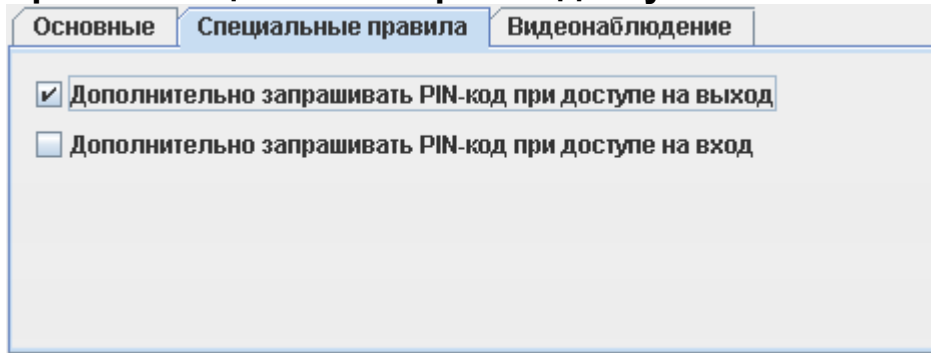 Основные Специальные правила Видеонаблюдение
Дополнительно запрашивать PIN-код при доступе на выход
Дополнительно запрашивать PIN-код при доступе на вход